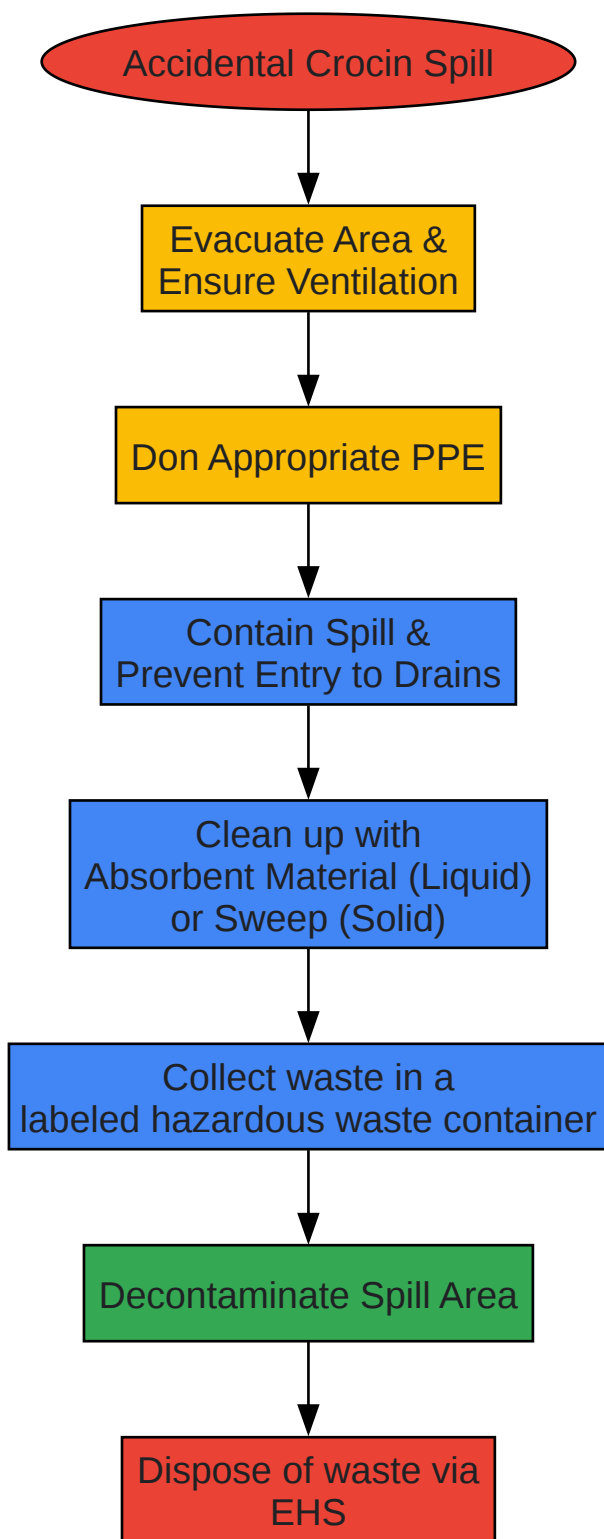 Accidental Crocin Spill
Evacuate Area &
Ensure Ventilation
Don Appropriate PPE
Contain Spill &
Prevent Entry to Drains
Clean up with
Absorbent Material (Liquid)
or Sweep (Solid)
Collect waste in a
labeled hazardous waste container
Decontaminate Spill Area
Dispose of waste via
EHS